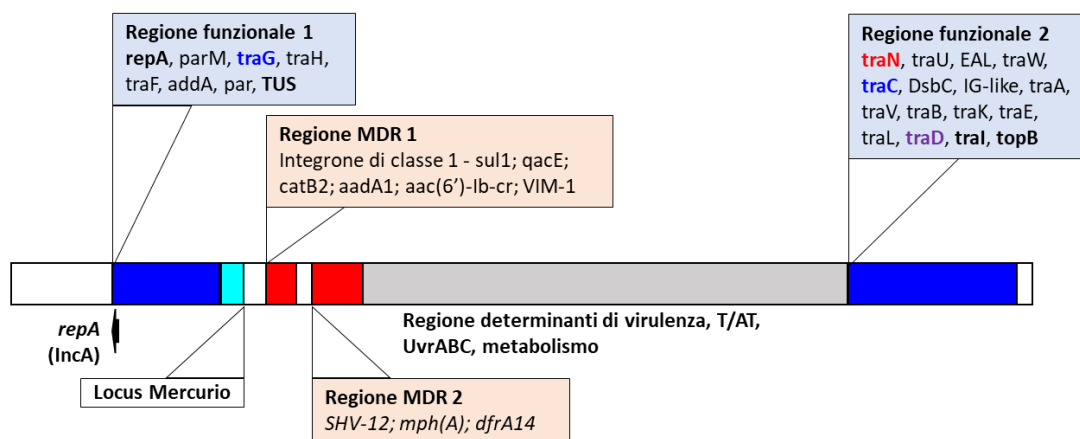 Regione funzionale 1
repA, parM, traG, traH,
traF, addA, par, TUS
Regione funzionale 2
traN, traU, EAL, traW,
traC, DsbC, IG-like, traA,
traV, traB, traK, traE,
traL, traD, traI, topB
Regione MDR 1
Integrone di classe 1 - sul1; qacE;
catB2; aadA1; aac(6’)-Ib-cr; VIM-1
repA
(IncA)
Regione determinanti di virulenza, T/AT,
UvrABC, metabolismo
Locus Mercurio
Regione MDR 2
SHV-12; mph(A); dfrA14